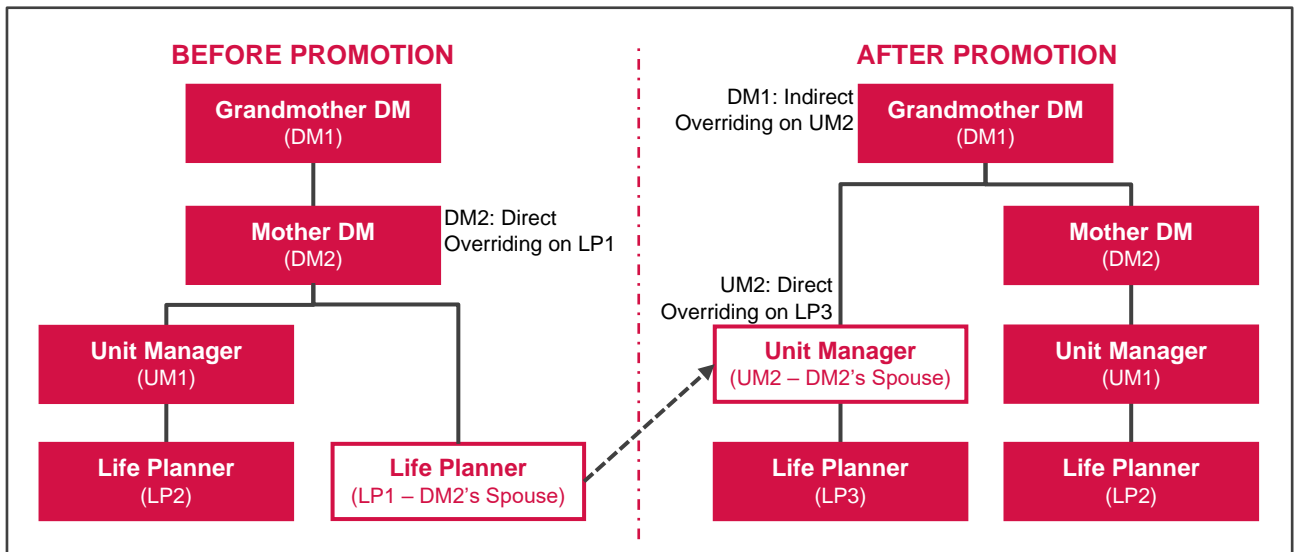 BEFORE PROMOTION
Grandmother DM
(DM1)
Mother DM
(DM2)
DM2: Direct
Overriding on LP1
Unit Manager
(UM1)
Life Planner
(LP2)
Life Planner
(LP1 – DM2’s Spouse)
AFTER PROMOTION
DM1: Indirect
Overriding on UM2
Grandmother DM
(DM1)
Mother DM
(DM2)
UM2: Direct
Overriding on LP3
Unit Manager
(UM2 – DM2’s Spouse)
Unit Manager
(UM1)
Life Planner
(LP3)
Life Planner
(LP2)